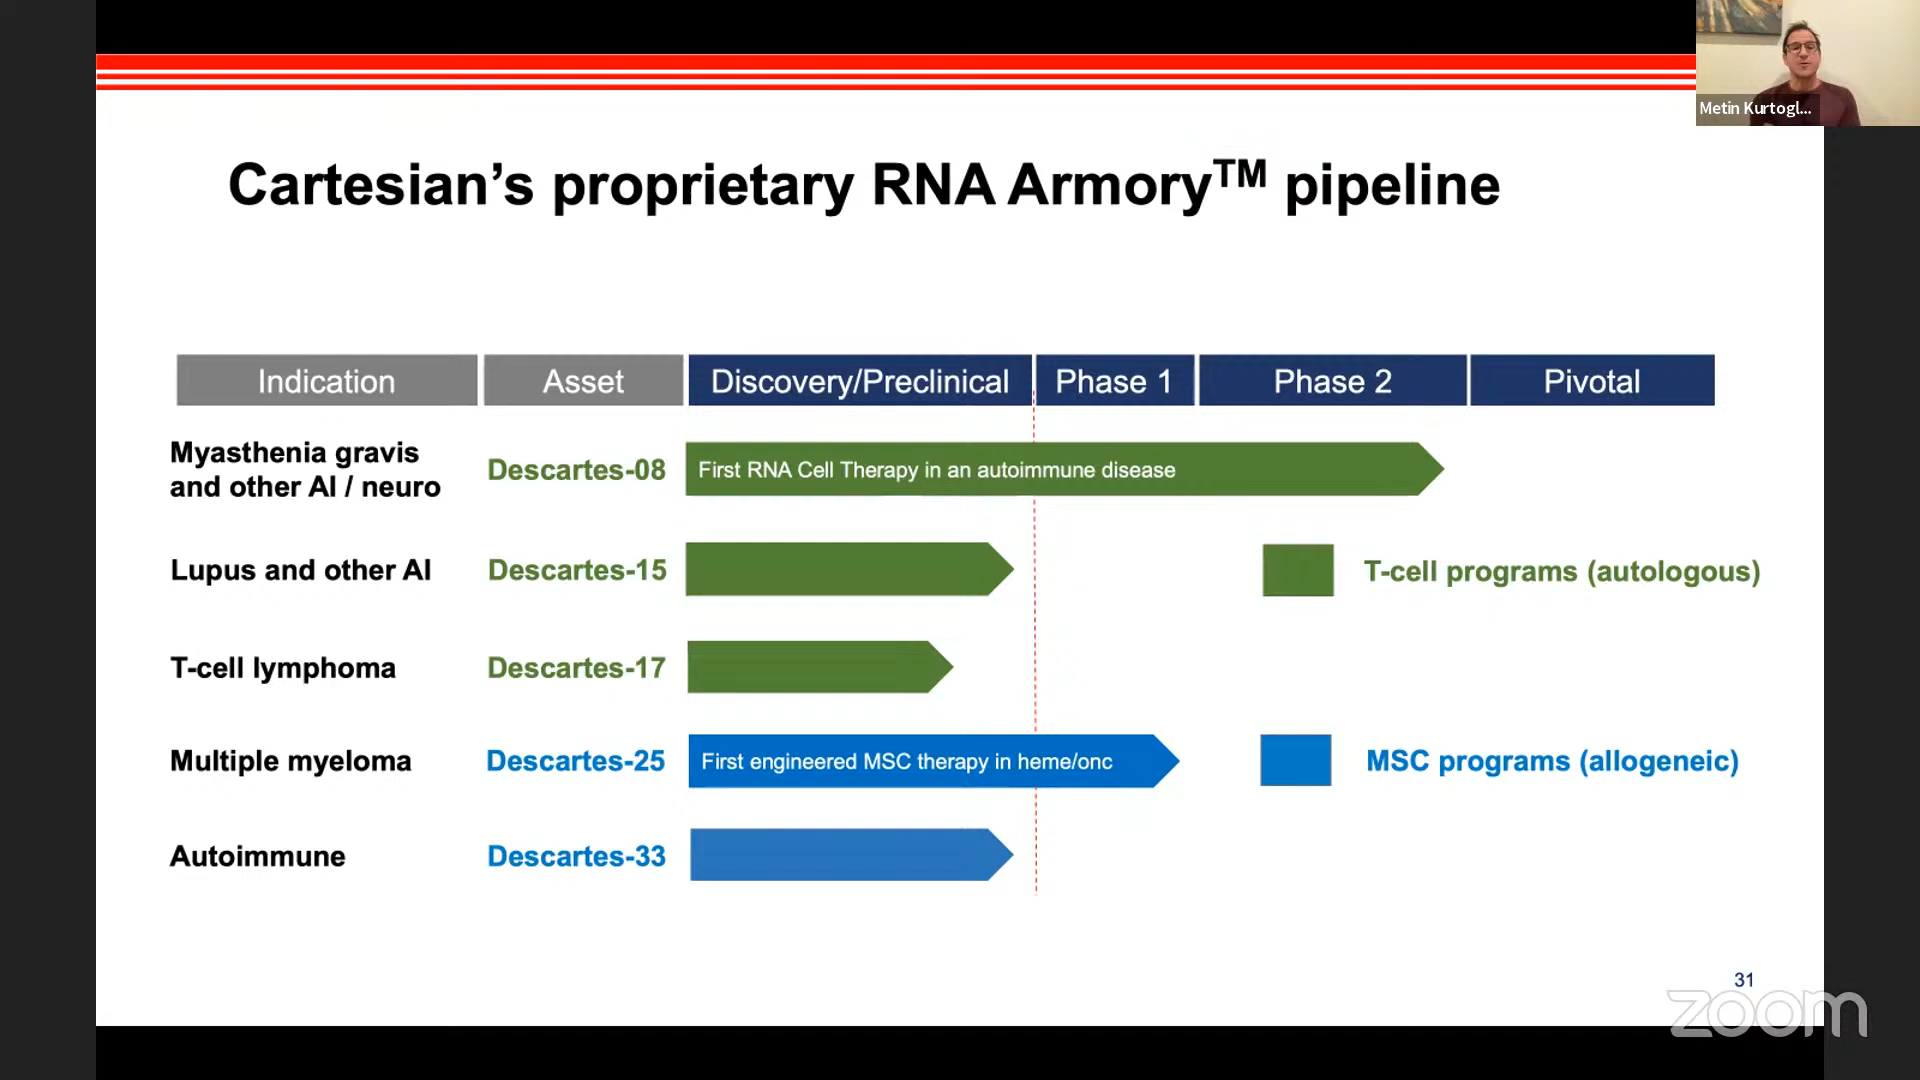 Metin Kurtogl...
Cartesian’s proprietary RNA Armory™ pipeline
Indication
Asset
Discovery/Preclinical
Phase 1
Phase 2
Pivotal
Myasthenia gravis
and other AI / neuro
Descartes-08
First RNA Cell Therapy in an autoimmune disease
Lupus and other AI
Descartes-15
T-cell programs (autologous)
T-cell lymphoma
Descartes-17
Multiple myeloma
Descartes-25
First engineered MSC therapy in heme/onc
MSC programs (allogeneic)
Autoimmune
Descartes-33
31
zoom